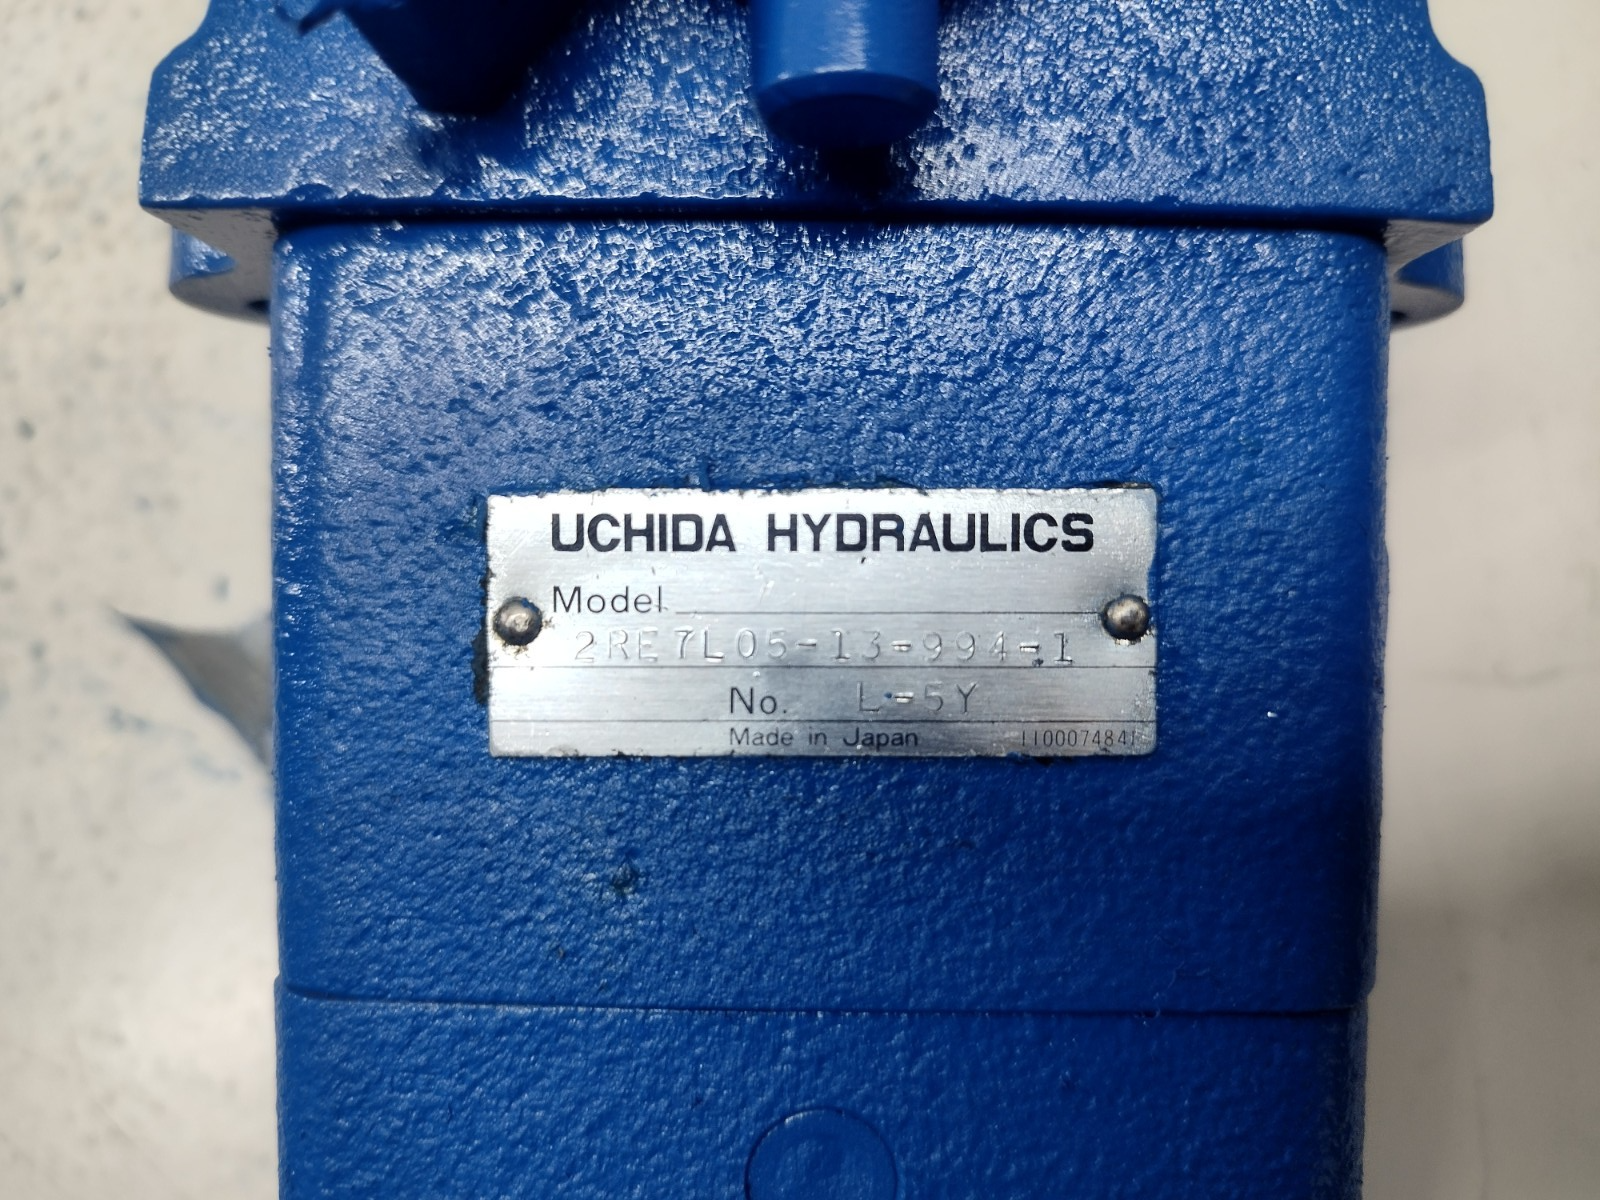 UCHIDA HYDRAULICS
Model
2RE7L05-13-994-1
No. L-5Y
Made in Japan